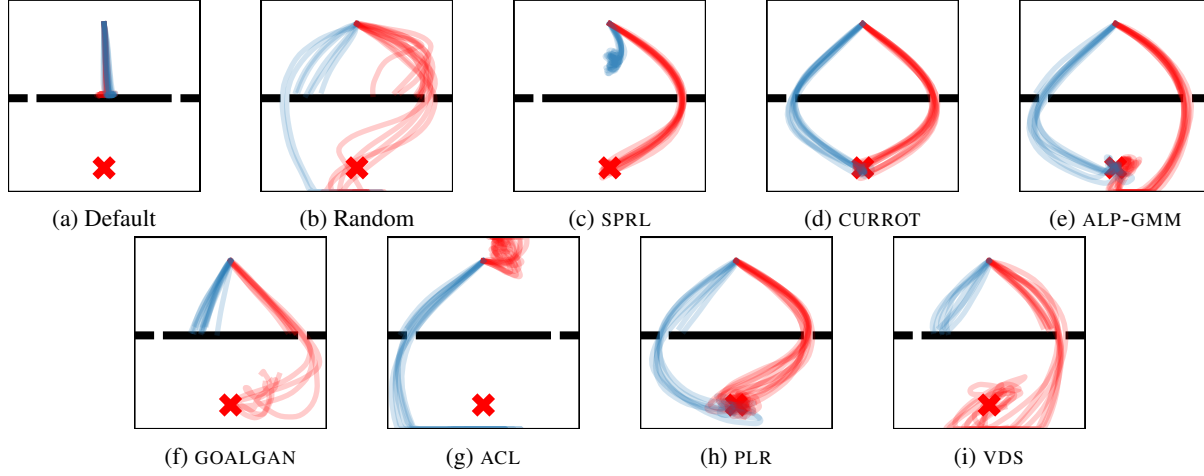 (a) Default
(b) Random
(c) SPRL
(d) CURROT
(e) ALP-GMM
(f) GOALGAN
(g) ACL
(h) PLR
(i) VDS